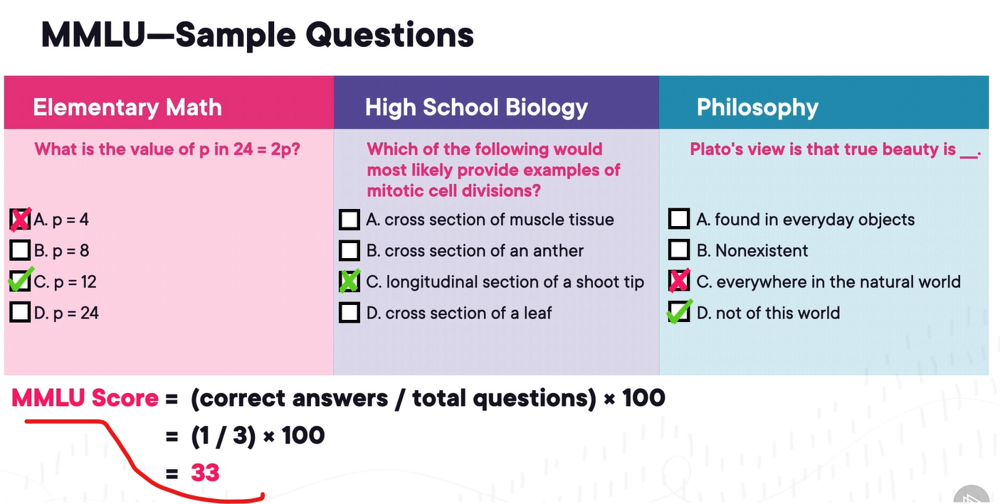 MMLU—Sample Questions
Elementary Math
What is the value of p in 24 = 2p?
A. p = 4
B. p = 8
C. p = 12
D. p = 24
High School Biology
Which of the following would
most likely provide examples of
mitotic cell divisions?
A. cross section of muscle tissue
B. cross section of an anther
C. longitudinal section of a shoot tip
D. cross section of a leaf
Philosophy
Plato's view is that true beauty is __.
A. found in everyday objects
B. Nonexistent
C. everywhere in the natural world
D. not of this world
MMLU Score = (correct answers / total questions) × 100
= (1 / 3) × 100
= 33